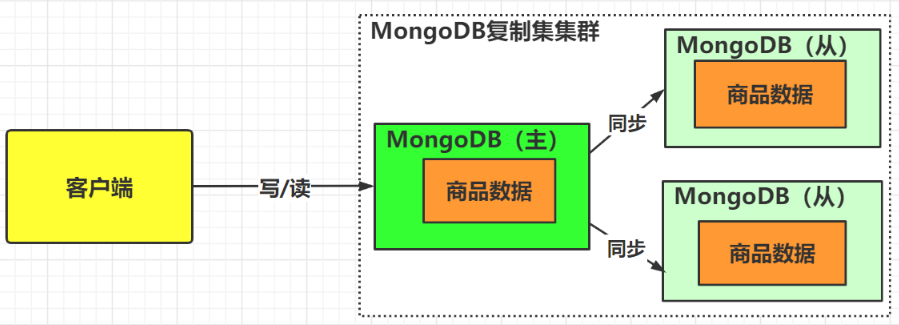 MongoDB复制集集群
MongoDB（从）
商品数据
同步
MongoDB（主）
商品数据
客户端
写/读
MongoDB（从）
商品数据
同步